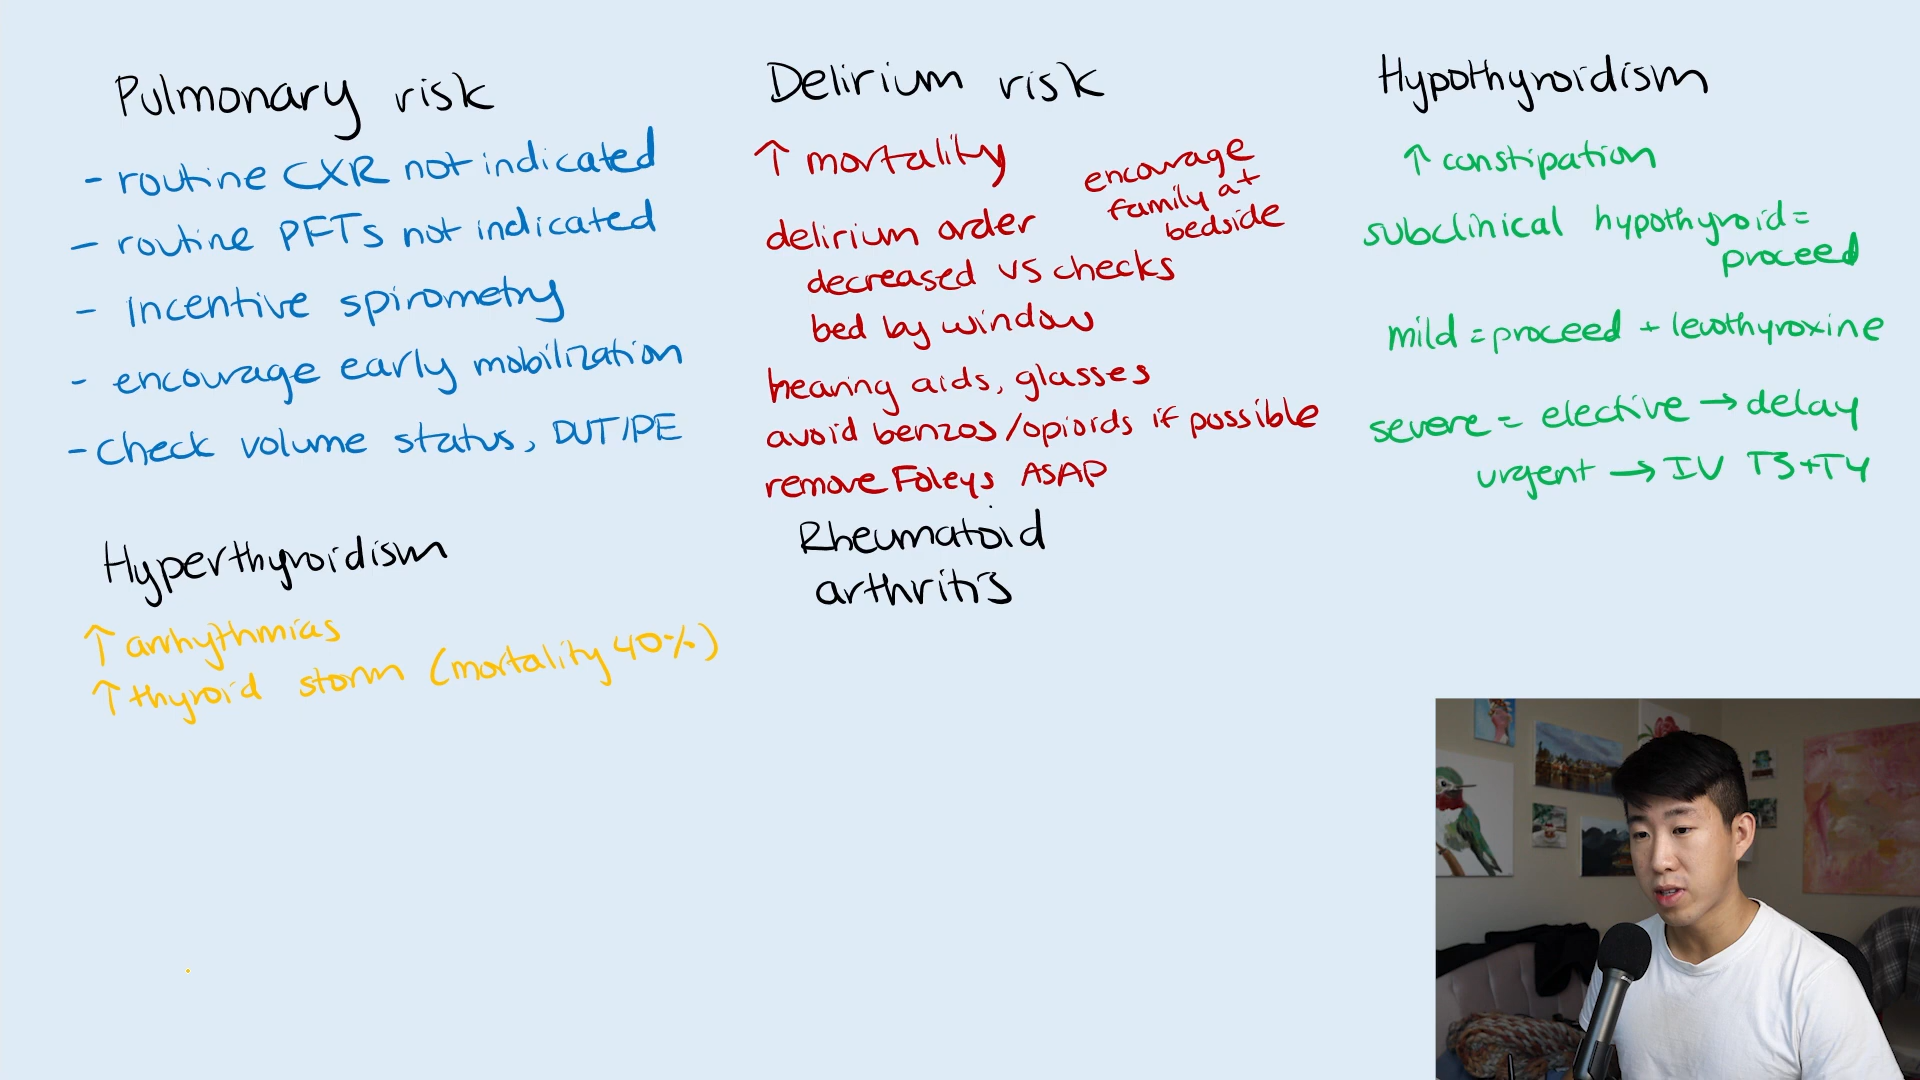 Pulmonary risk
- routine CXR not indicated
- routine PFTs not indicated
- Incentive spirometry
- encourage early mobilization
- Check volume status, DVT/PE
Delirium risk
↑ mortality
encourage
family at
bedside
delirium order
decreased VS checks
bed by window
hearing aids, glasses
avoid benzos/opioids if possible
remove Foleys ASAP
Hypothyroidism
↑ constipation
subclinical hypothyroid =
proceed
mild = proceed + levothyroxine
severe = elective → delay
urgent → IV T3+T4
Hyperthyroidism
↑ arrhythmias
↑ thyroid storm (mortality 40%)
Rheumatoid
arthritis